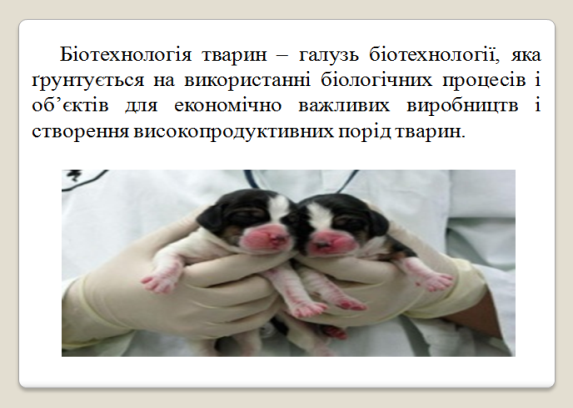 Біотехнологія тварин – галузь біотехнології, яка
ґрунтується на використанні біологічних процесів і
об’єктів для економічно важливих виробництв і
створення високопродуктивних порід тварин.